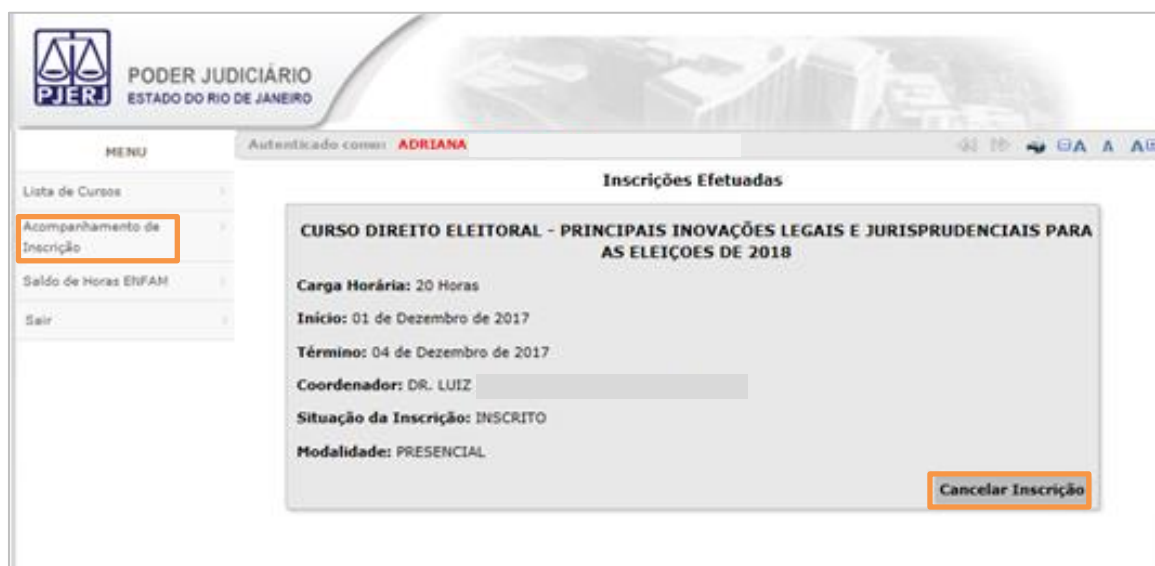 PJERJ
PODER JUDICIÁRIO
ESTADO DO RIO DE JANEIRO
MENU
Lista de Cursos
Acompanhamento de
Inscrição
Saldo de Horas ENFAM
Sair
Autenticado como: ADRIANA
A A A
Inscrições Efetuadas
CURSO DIREITO ELEITORAL - PRINCIPAIS INOVAÇÕES LEGAIS E JURISPRUDENCIAIS PARA
AS ELEIÇOES DE 2018
Carga Horária: 20 Horas
Início: 01 de Dezembro de 2017
Término: 04 de Dezembro de 2017
Coordenador: DR. LUIZ
Situação da Inscrição: INSCRITO
Modalidade: PRESENCIAL
Cancelar Inscrição